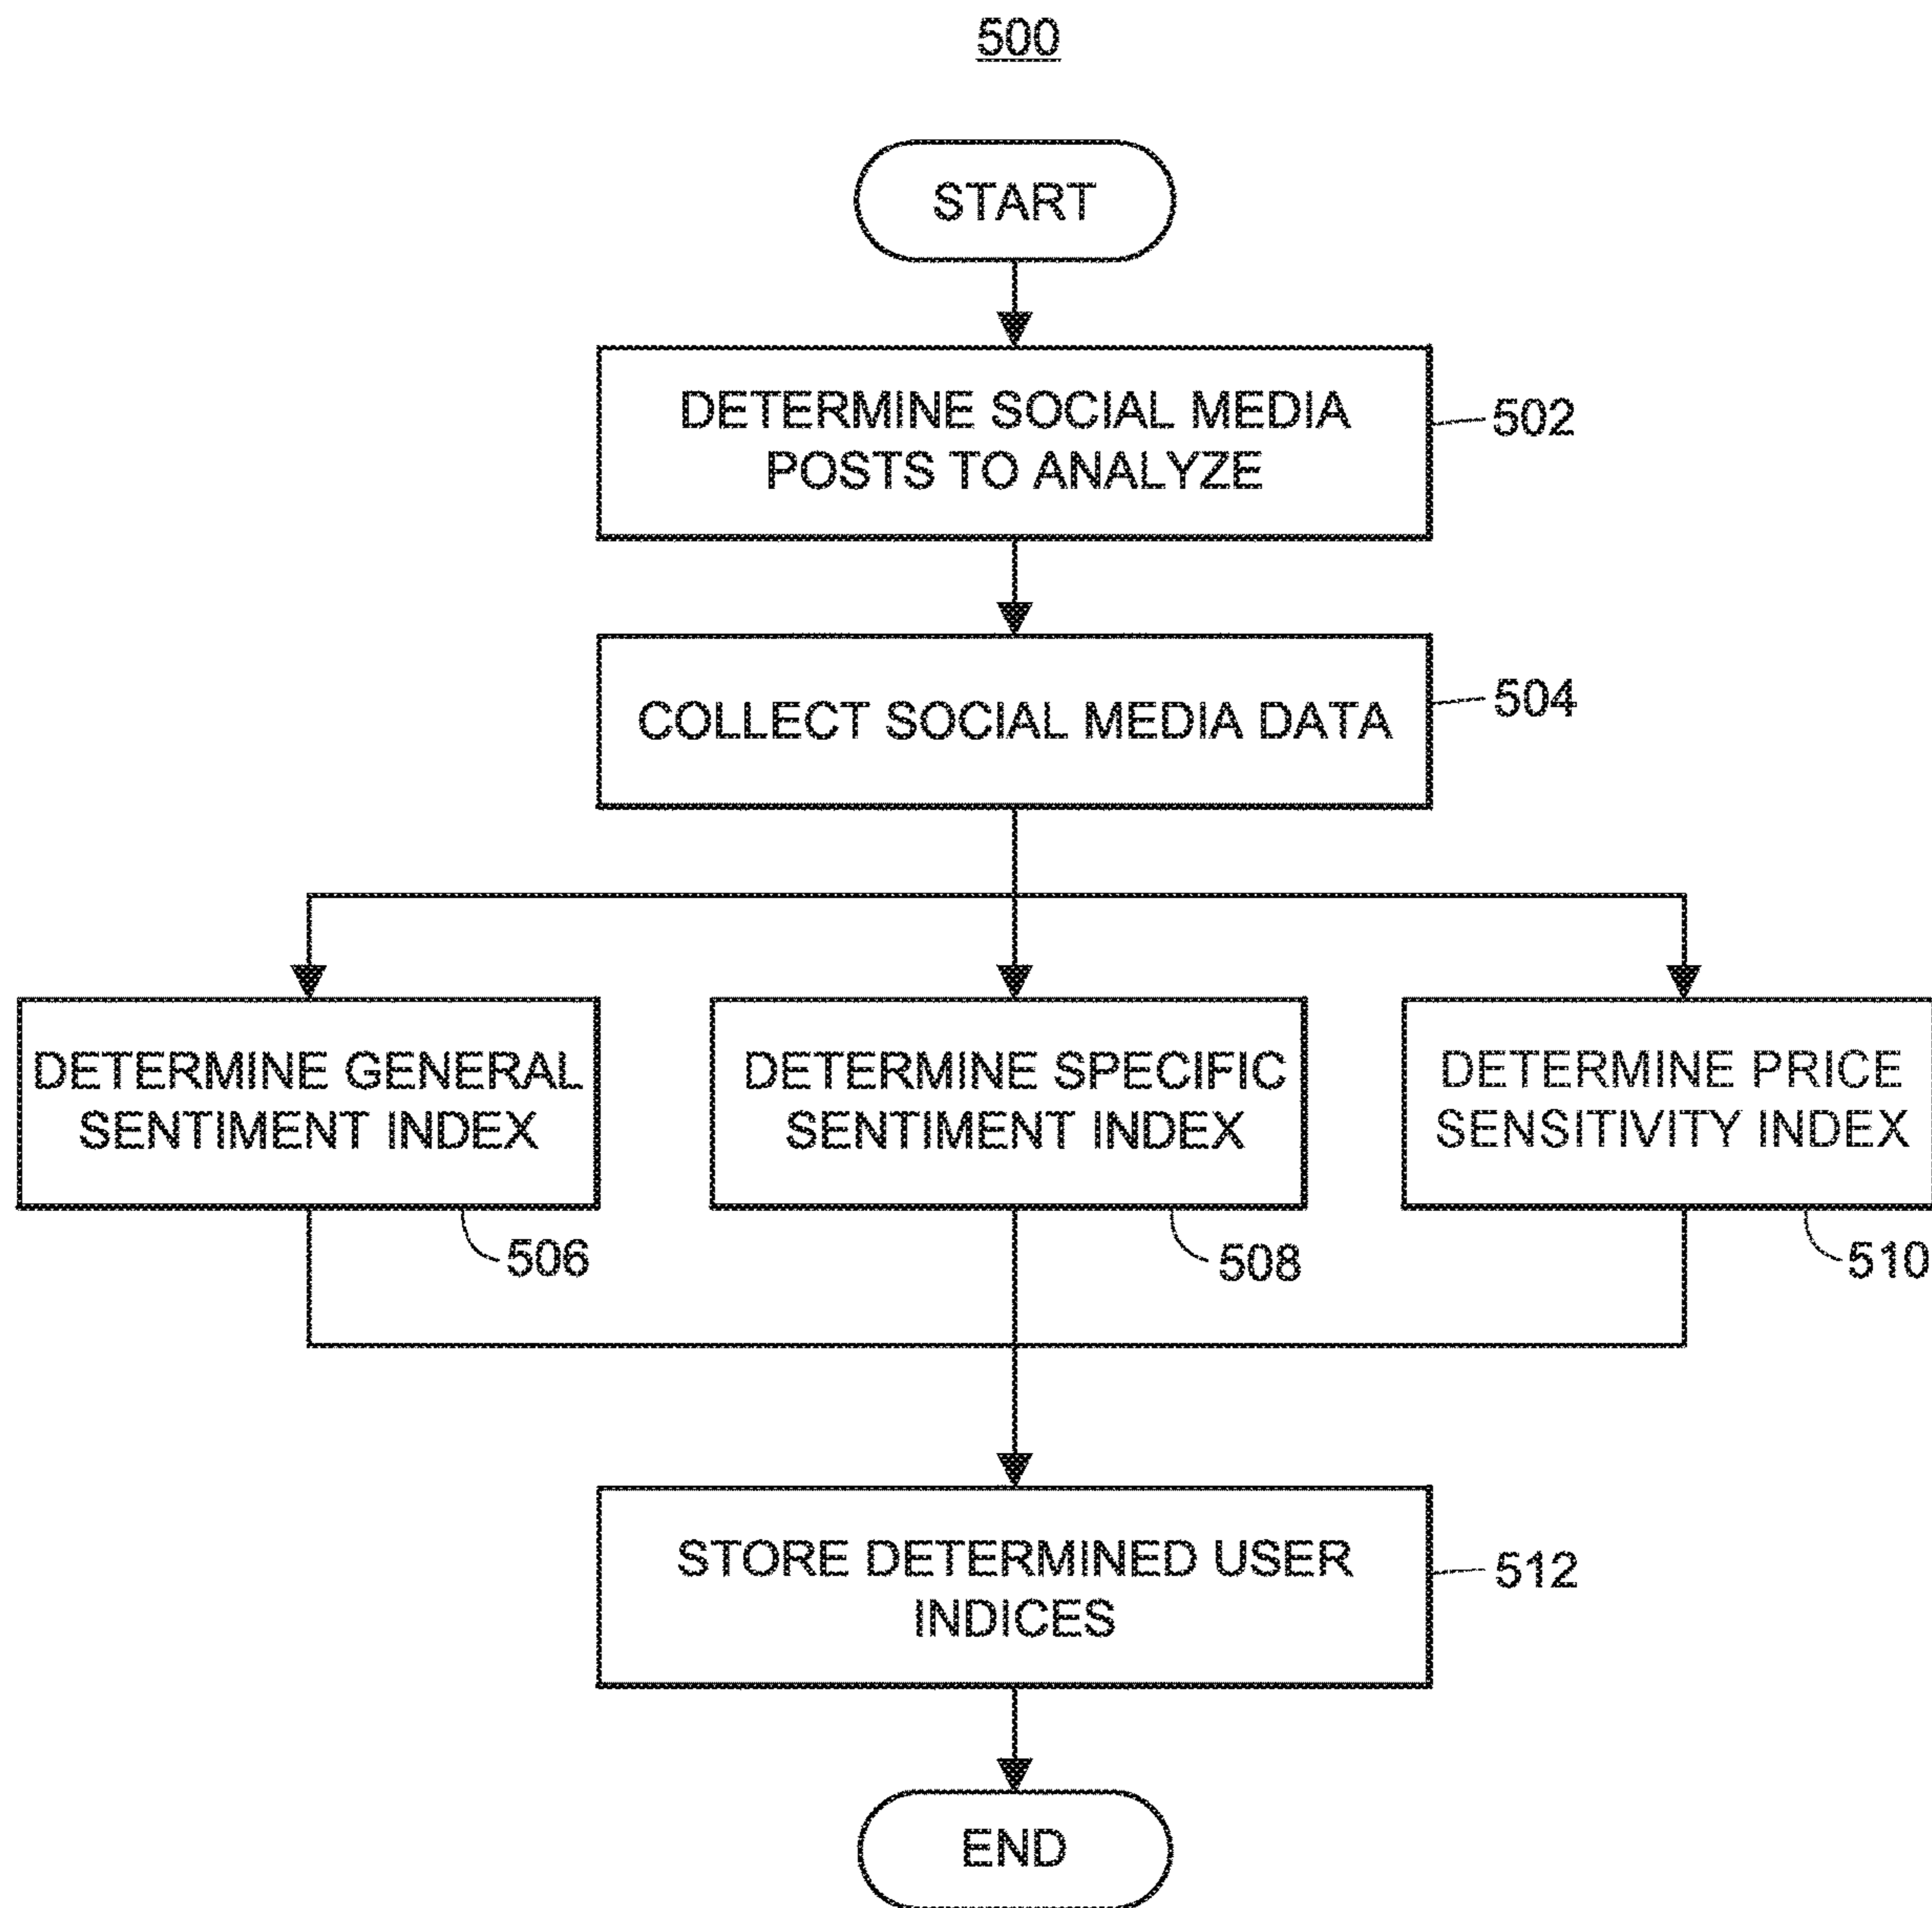 500
START
DETERMINE SOCIAL MEDIA
POSTS TO ANALYZE
502
COLLECT SOCIAL MEDIA DATA
504
DETERMINE GENERAL
SENTIMENT INDEX
506
DETERMINE SPECIFIC
SENTIMENT INDEX
508
DETERMINE PRICE
SENSITIVITY INDEX
510
STORE DETERMINED USER
INDICES
512
END